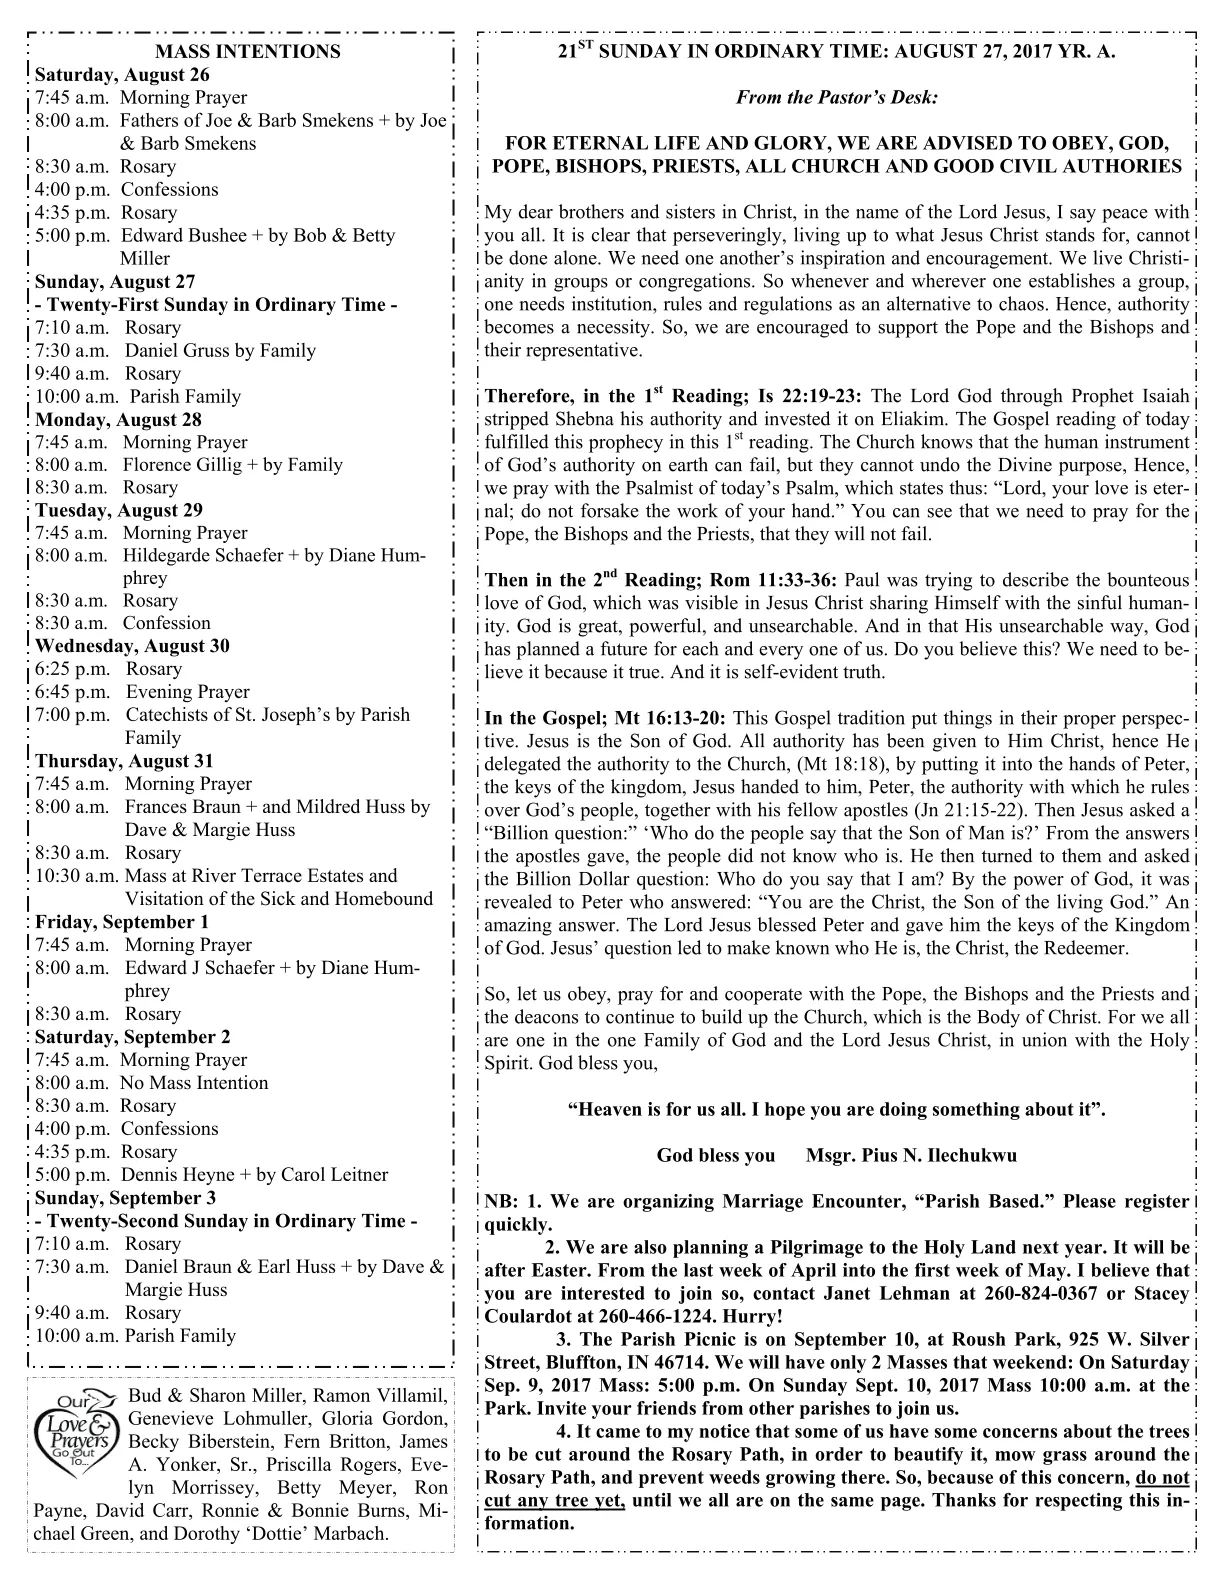 MASS INTENTIONS
Saturday, August 26
7:45 a.m. Morning Prayer
8:00 a.m. Fathers of Joe & Barb Smekens + by Joe
& Barb Smekens
8:30 a.m. Rosary
4:00 p.m. Confessions
4:35 p.m. Rosary
5:00 p.m. Edward Bushee + by Bob & Betty
Miller
Sunday, August 27
- Twenty-First Sunday in Ordinary Time -
7:10 a.m. Rosary
7:30 a.m. Daniel Gruss by Family
9:40 a.m. Rosary
10:00 a.m. Parish Family
Monday, August 28
7:45 a.m. Morning Prayer
8:00 a.m. Florence Gillig + by Family
8:30 a.m. Rosary
Tuesday, August 29
7:45 a.m. Morning Prayer
8:00 a.m. Hildegarde Schaefer + by Diane Hum-
phrey
8:30 a.m. Rosary
8:30 a.m. Confession
Wednesday, August 30
6:25 p.m. Rosary
6:45 p.m. Evening Prayer
7:00 p.m. Catechists of St. Joseph's by Parish
Family
Thursday, August 31
7:45 a.m. Morning Prayer
8:00 a.m. Frances Braun + and Mildred Huss by
Dave & Margie Huss
8:30 a.m. Rosary
10:30 a.m. Mass at River Terrace Estates and
Visitation of the Sick and Homebound
Friday, September 1
7:45 a.m. Morning Prayer
8:00 a.m. Edward J Schaefer + by Diane Hum-
phrey
8:30 a.m. Rosary
Saturday, September 2
7:45 a.m. Morning Prayer
8:00 a.m. No Mass Intention
8:30 a.m. Rosary
4:00 p.m. Confessions
4:35 p.m. Rosary
5:00 p.m. Dennis Heyne + by Carol Leitner
Sunday, September 3
- Twenty-Second Sunday in Ordinary Time -
7:10 a.m. Rosary
7:30 a.m. Daniel Braun & Earl Huss + by Dave &
Margie Huss
9:40 a.m. Rosary
10:00 a.m. Parish Family
Our
Love &
Prayers
Go Out
To...
Bud & Sharon Miller, Ramon Villamil,
Genevieve Lohmuller, Gloria Gordon,
Becky Biberstein, Fern Britton, James
A. Yonker, Sr., Priscilla Rogers, Eve-
lyn Morrissey, Betty Meyer, Ron
Payne, David Carr, Ronnie & Bonnie Burns, Mi-
chael Green, and Dorothy 'Dottie' Marbach.
21ST SUNDAY IN ORDINARY TIME: AUGUST 27, 2017 YR. A.
From the Pastor's Desk:
FOR ETERNAL LIFE AND GLORY, WE ARE ADVISED TO OBEY, GOD,
POPE, BISHOPS, PRIESTS, ALL CHURCH AND GOOD CIVIL AUTHORIES
My dear brothers and sisters in Christ, in the name of the Lord Jesus, I say peace with
you all. It is clear that perseveringly, living up to what Jesus Christ stands for, cannot
be done alone. We need one another's inspiration and encouragement. We live Christi-
anity in groups or congregations. So whenever and wherever one establishes a group,
one needs institution, rules and regulations as an alternative to chaos. Hence, authority
becomes a necessity. So, we are encouraged to support the Pope and the Bishops and
their representative.
Therefore, in the 1st Reading; Is 22:19-23: The Lord God through Prophet Isaiah
stripped Shebna his authority and invested it on Eliakim. The Gospel reading of today
fulfilled this prophecy in this 1st reading. The Church knows that the human instrument
of God's authority on earth can fail, but they cannot undo the Divine purpose, Hence,
we pray with the Psalmist of today's Psalm, which states thus: "Lord, your love is eter-
nal; do not forsake the work of your hand." You can see that we need to pray for the
Pope, the Bishops and the Priests, that they will not fail.
Then in the 2nd Reading; Rom 11:33-36: Paul was trying to describe the bounteous
love of God, which was visible in Jesus Christ sharing Himself with the sinful human-
ity. God is great, powerful, and unsearchable. And in that His unsearchable way, God
has planned a future for each and every one of us. Do you believe this? We need to be-
lieve it because it true. And it is self-evident truth.
In the Gospel; Mt 16:13-20: This Gospel tradition put things in their proper perspec-
tive. Jesus is the Son of God. All authority has been given to Him Christ, hence He
delegated the authority to the Church, (Mt 18:18), by putting it into the hands of Peter,
the keys of the kingdom, Jesus handed to him, Peter, the authority with which he rules
over God's people, together with his fellow apostles (Jn 21:15-22). Then Jesus asked a
"Billion question:" 'Who do the people say that the Son of Man is?' From the answers
the apostles gave, the people did not know who is. He then turned to them and asked
the Billion Dollar question: Who do you say that I am? By the power of God, it was
revealed to Peter who answered: "You are the Christ, the Son of the living God." An
amazing answer. The Lord Jesus blessed Peter and gave him the keys of the Kingdom
of God. Jesus' question led to make known who He is, the Christ, the Redeemer.
So, let us obey, pray for and cooperate with the Pope, the Bishops and the Priests and
the deacons to continue to build up the Church, which is the Body of Christ. For we all
are one in the one Family of God and the Lord Jesus Christ, in union with the Holy
Spirit. God bless you,
"Heaven is for us all. I hope you are doing something about it".
God bless you Msgr. Pius N. Ilechukwu
NB: 1. We are organizing Marriage Encounter, "Parish Based." Please register
quickly.
2. We are also planning a Pilgrimage to the Holy Land next year. It will be
after Easter. From the last week of April into the first week of May. I believe that
you are interested to join so, contact Janet Lehman at 260-824-0367 or Stacey
Coulardot at 260-466-1224. Hurry!
3. The Parish Picnic is on September 10, at Roush Park, 925 W. Silver
Street, Bluffton, IN 46714. We will have only 2 Masses that weekend: On Saturday
Sep. 9, 2017 Mass: 5:00 p.m. On Sunday Sept. 10, 2017 Mass 10:00 a.m. at the
Park. Invite your friends from other parishes to join us.
4. It came to my notice that some of us have some concerns about the trees
to be cut around the Rosary Path, in order to beautify it, mow grass around the
Rosary Path, and prevent weeds growing there. So, because of this concern, do not
cut any tree yet, until we all are on the same page. Thanks for respecting this in-
formation.